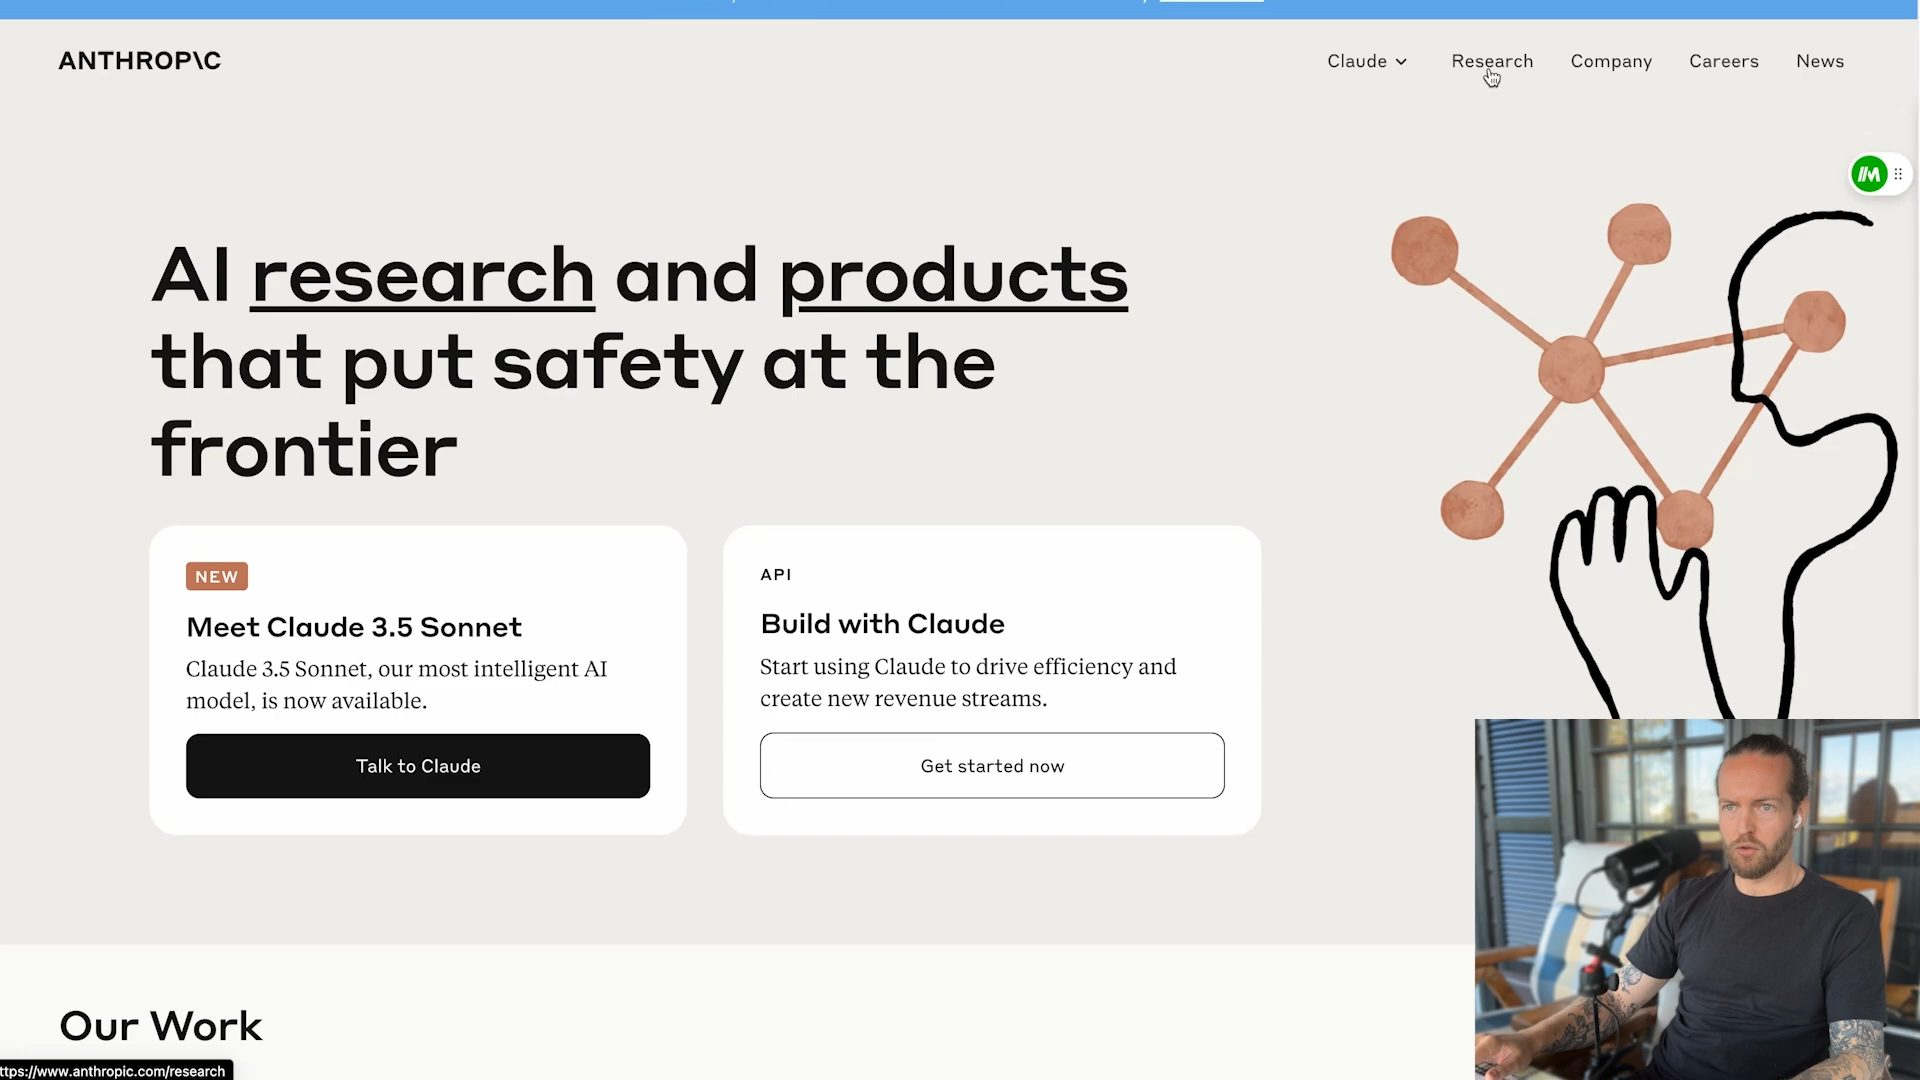 ANTHROP\C
Claude
Research
Company
Careers
News
AI research and products
that put safety at the
frontier
NEW
Meet Claude 3.5 Sonnet
Claude 3.5 Sonnet, our most intelligent AI
model, is now available.
Talk to Claude
API
Build with Claude
Start using Claude to drive efficiency and
create new revenue streams.
Get started now
Our Work
ttps://www.anthropic.com/research